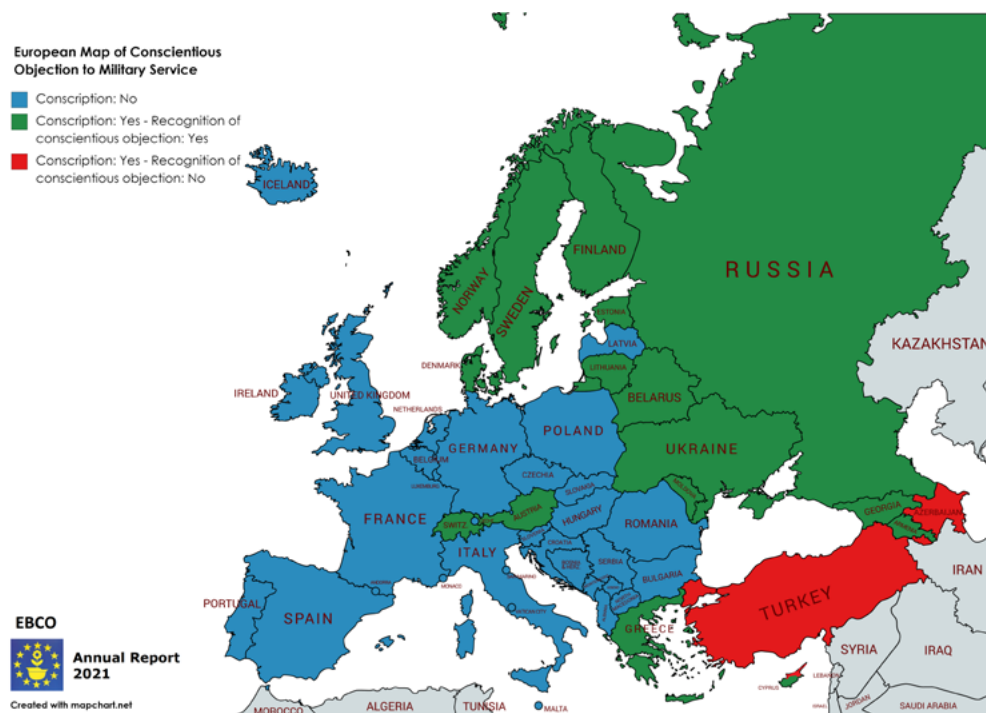 European Map of Conscientious
Objection to Military Service
Conscription: No
Conscription: Yes - Recognition of
conscientious objection: Yes
Conscription: Yes - Recognition of
conscientious objection: No
ICELAND
RUSSIA
FINLAND
NORWAY
SWEDEN
ESTONIA
LATVIA
KAZAKHSTAN
DENMARK
LITHUANIA
IRELAND
UNITED KINGDOM
BELARUS
NETHERLANDS
POLAND
GERMANY
UKRAINE
BELGIUM
CZECHIA
LUXEMBURG
SLOVAKIA
MOLDOVA
AUSTRIA
HUNGARY
FRANCE
SWITZ
ROMANIA
GEORGIA
AZERBAIJAN
ARMENIA
SLOVENIA
CROATIA
ITALY
SERBIA
SAN MARINO
BULGARIA
ANDORRA
MONACO
IRAN
PORTUGAL
SPAIN
VATICAN CITY
TURKEY
GREECE
EBCO
Annual Report
2021
SYRIA
IRAQ
LEBANON
CYPRUS
Created with mapchart.net
MOROCCO
ALGERIA
TUNISIA
MALTA
ISRAEL
JORDAN
SAUDI ARABIA